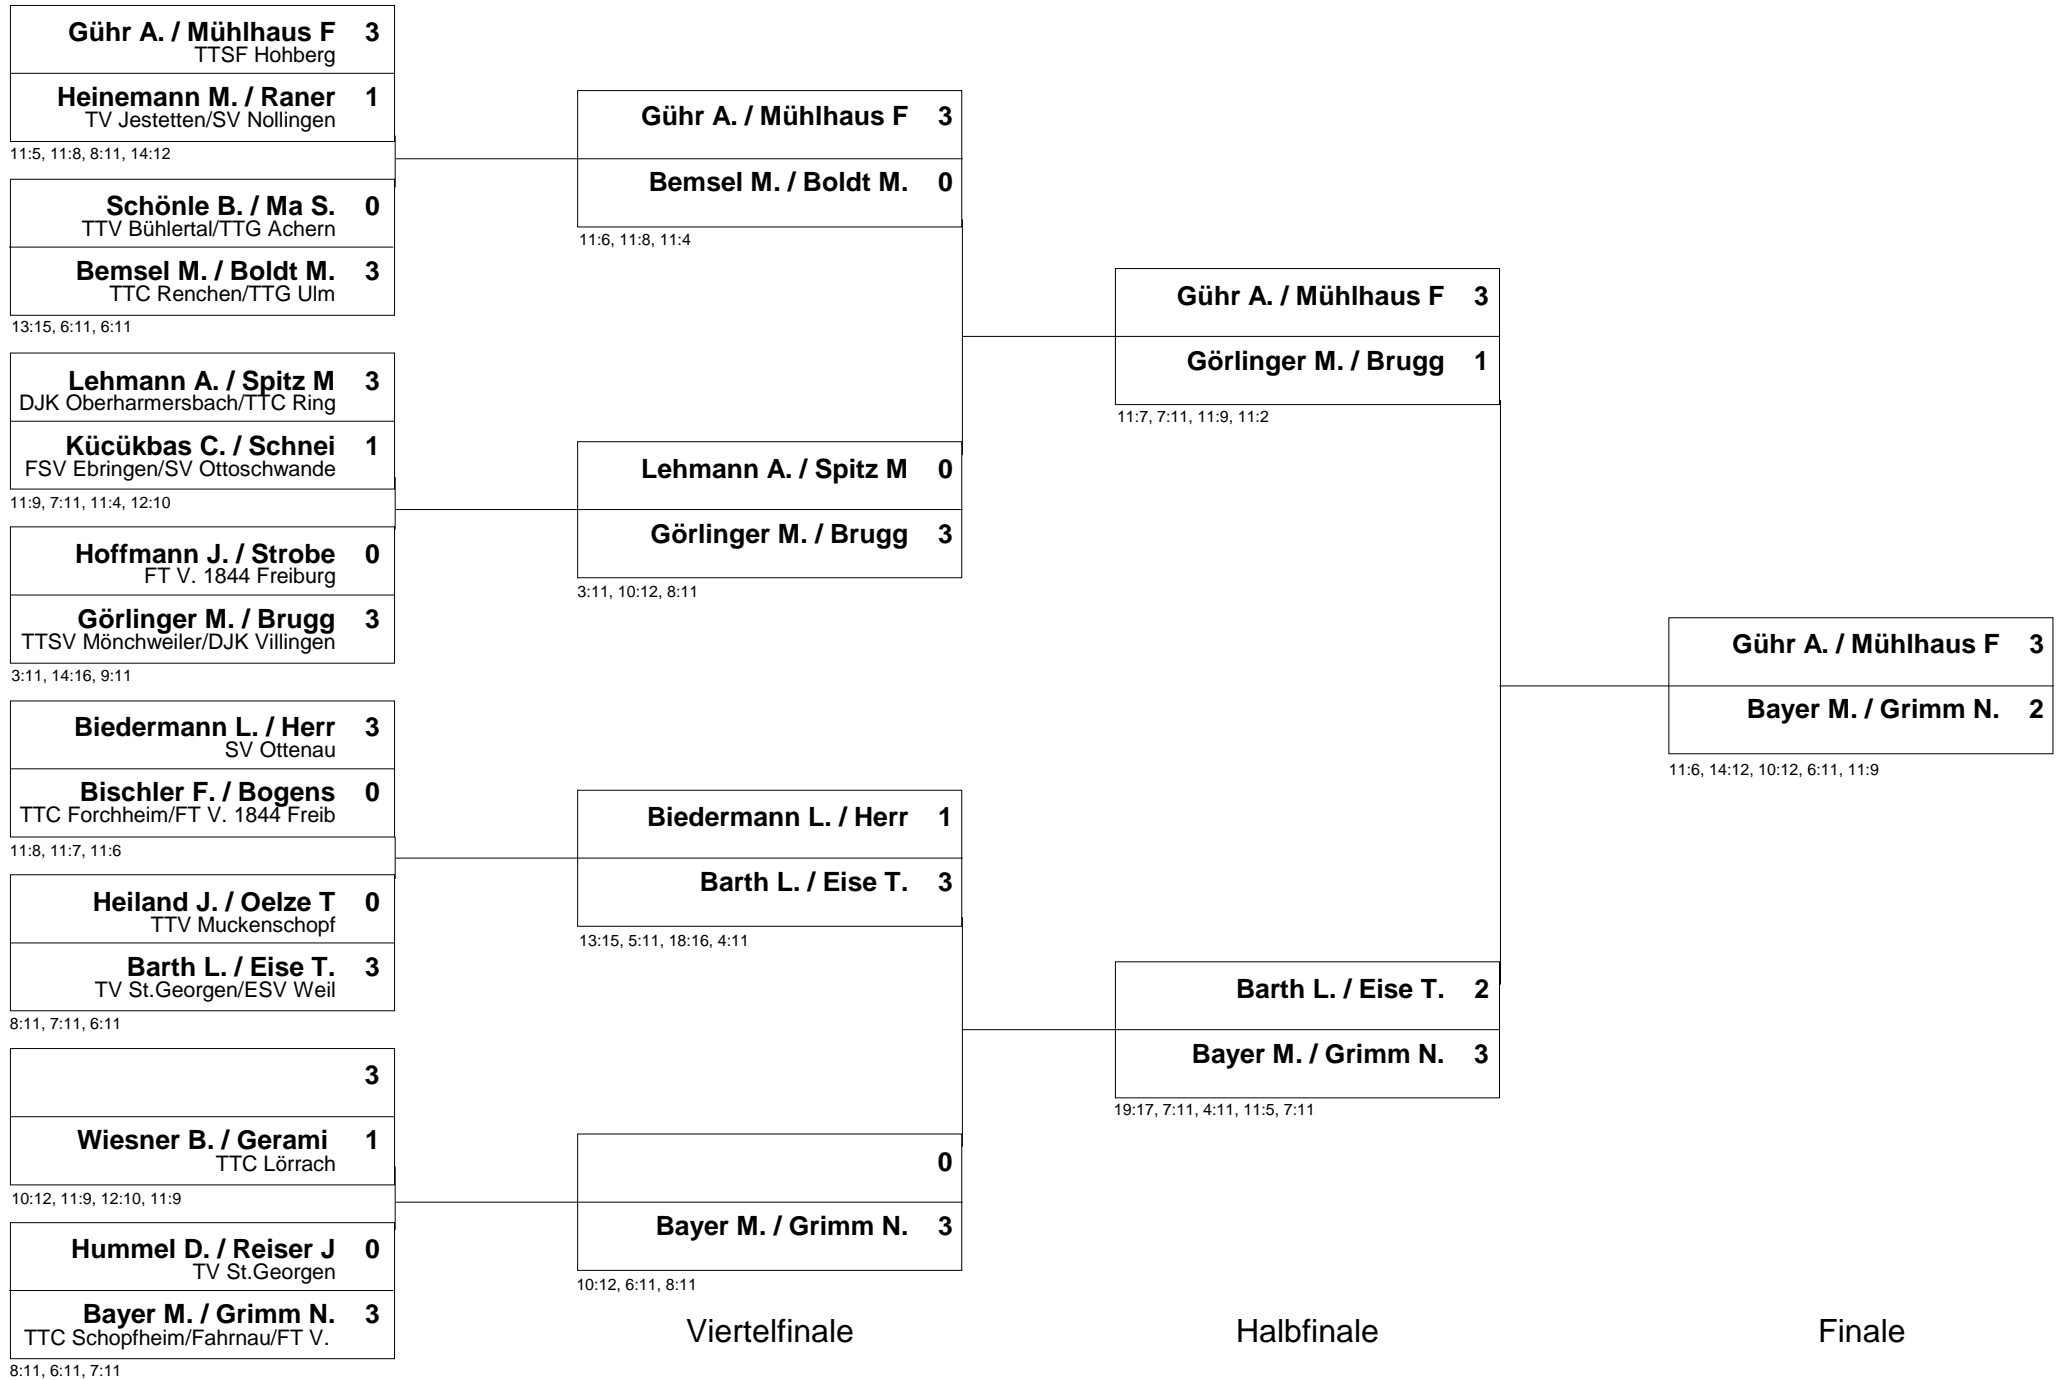 Gühr A. / Mühlhaus F 3
TTSF Hohberg
Heinemann M. / Raner 1
TV Jestetten/SV Nollingen
11:5, 11:8, 8:11, 14:12
Schönle B. / Ma S. 0
TTV Bühlertal/TTG Achern
Bemsel M. / Boldt M. 3
TTC Renchen/TTG Ulm
13:15, 6:11, 6:11
Lehmann A. / Spitz M 3
DJK Oberharmersbach/TTC Ring
Kücükbas C. / Schnei 1
FSV Ebringen/SV Ottoschwande
11:9, 7:11, 11:4, 12:10
Hoffmann J. / Strobe 0
FT V. 1844 Freiburg
Görlinger M. / Brugg 3
TTSV Mönchweiler/DJK Villingen
3:11, 14:16, 9:11
Biedermann L. / Herr 3
SV Ottenau
Bischler F. / Bogens 0
TTC Forchheim/FT V. 1844 Freib
11:8, 11:7, 11:6
Heiland J. / Oelze T 0
TTV Muckenschopf
Barth L. / Eise T. 3
TV St.Georgen/ESV Weil
8:11, 7:11, 6:11
3
Wiesner B. / Gerami 1
TTC Lörrach
10:12, 11:9, 12:10, 11:9
Hummel D. / Reiser J 0
TV St.Georgen
Bayer M. / Grimm N. 3
TTC Schopfheim/Fahrnau/FT V.
8:11, 6:11, 7:11
Gühr A. / Mühlhaus F 3
Bemsel M. / Boldt M. 0
11:6, 11:8, 11:4
Lehmann A. / Spitz M 0
Görlinger M. / Brugg 3
3:11, 10:12, 8:11
Biedermann L. / Herr 1
Barth L. / Eise T. 3
13:15, 5:11, 18:16, 4:11
0
Bayer M. / Grimm N. 3
10:12, 6:11, 8:11
Viertelfinale
Gühr A. / Mühlhaus F 3
Görlinger M. / Brugg 1
11:7, 7:11, 11:9, 11:2
Barth L. / Eise T. 2
Bayer M. / Grimm N. 3
19:17, 7:11, 4:11, 11:5, 7:11
Halbfinale
Gühr A. / Mühlhaus F 3
Bayer M. / Grimm N. 2
11:6, 14:12, 10:12, 6:11, 11:9
Finale